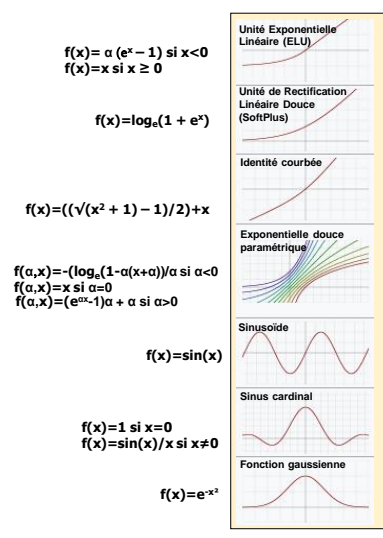 Unité Exponentielle
Linéaire (ELU)
f(x)= α (eˣ – 1) si x<0
f(x)=x si x ≥ 0
Unité de Rectification
Linéaire Douce
(SoftPlus)
f(x)=logₑ(1 + eˣ)
Identité courbée
f(x)=((√(x² + 1) – 1)/2)+x
Exponentielle douce
paramétrique
f(α,x)=-(logₑ(1-α(x+α))/α si α<0
f(α,x)=x si α=0
f(α,x)=(eᵅˣ-1)α + α si α>0
Sinusoïde
f(x)=sin(x)
Sinus cardinal
f(x)=1 si x=0
f(x)=sin(x)/x si x≠0
Fonction gaussienne
f(x)=e⁻ˣ²